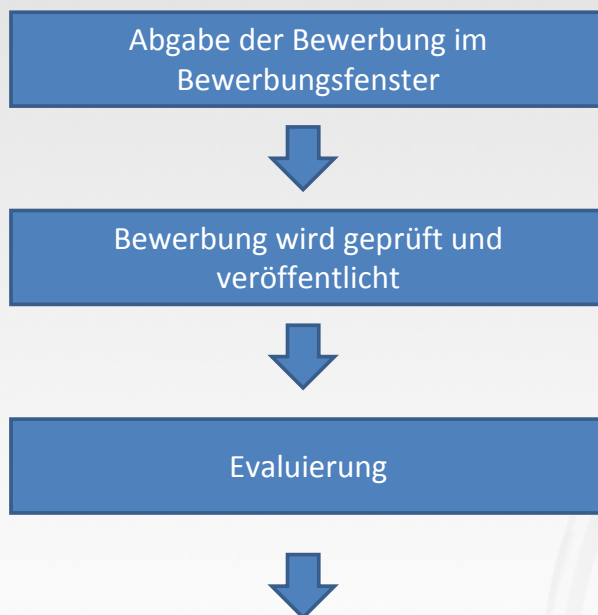 Abgabe der Bewerbung im
Bewerbungsfenster
Bewerbung wird geprüft und
veröffentlicht
Evaluierung